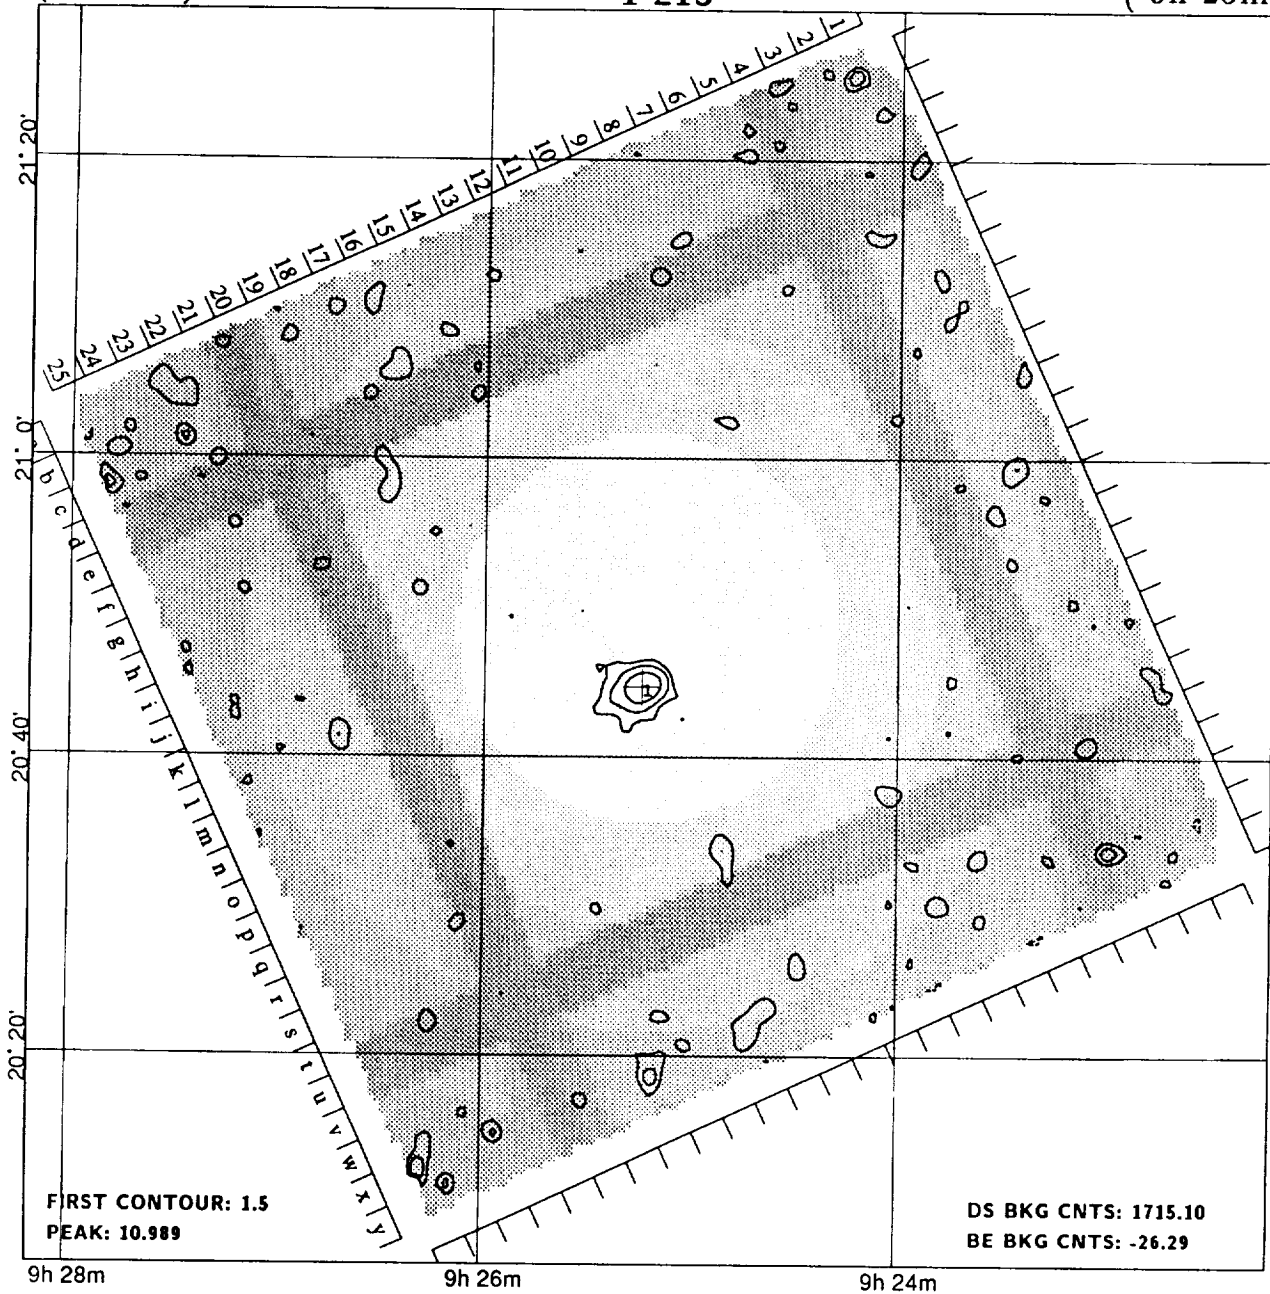 1 2 3 4 5 6 7 8 9 10 11 12 13 14 15 16 17 18 19 20 21 22 23 24 25
21° 20'
21° 0'
b c d e f g h i j k l m n o p q r s t u v w x y
1
20° 40'
20° 20'
FIRST CONTOUR: 1.5
PEAK: 10.989
DS BKG CNTS: 1715.10
BE BKG CNTS: -26.29
9h 28m
9h 26m
9h 24m